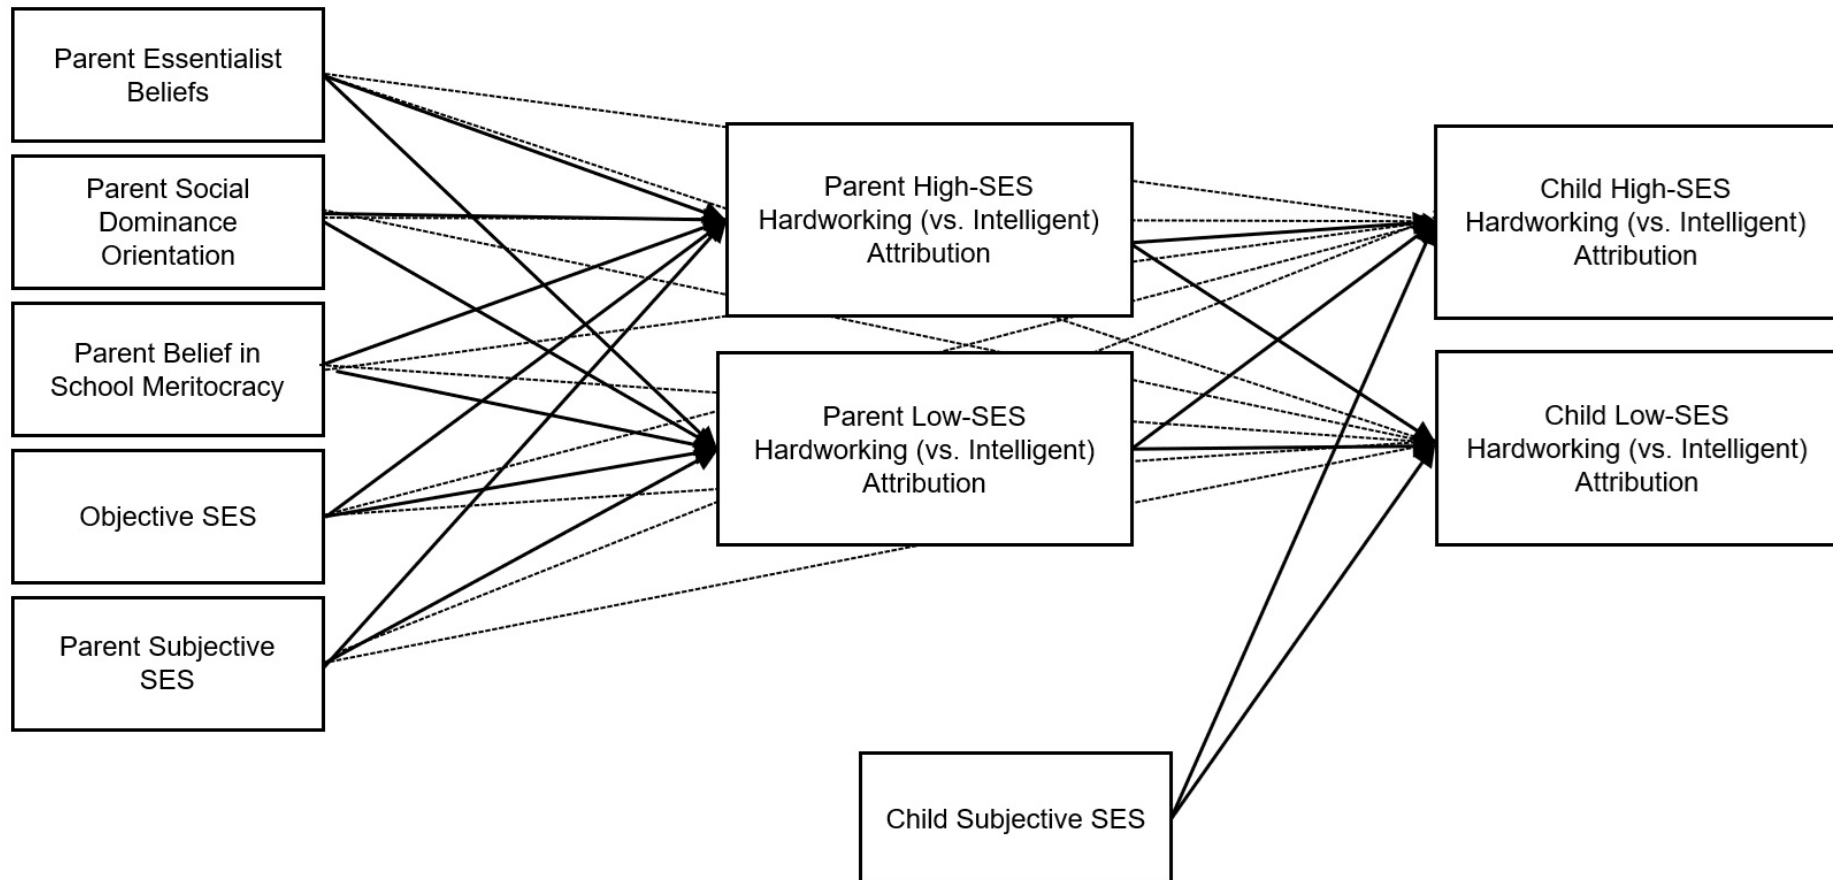 Parent Essentialist
Beliefs
Parent Social
Dominance
Orientation
Parent Belief in
School Meritocracy
Objective SES
Parent Subjective
SES
Parent High-SES
Hardworking (vs. Intelligent)
Attribution
Parent Low-SES
Hardworking (vs. Intelligent)
Attribution
Child Subjective SES
Child High-SES
Hardworking (vs. Intelligent)
Attribution
Child Low-SES
Hardworking (vs. Intelligent)
Attribution